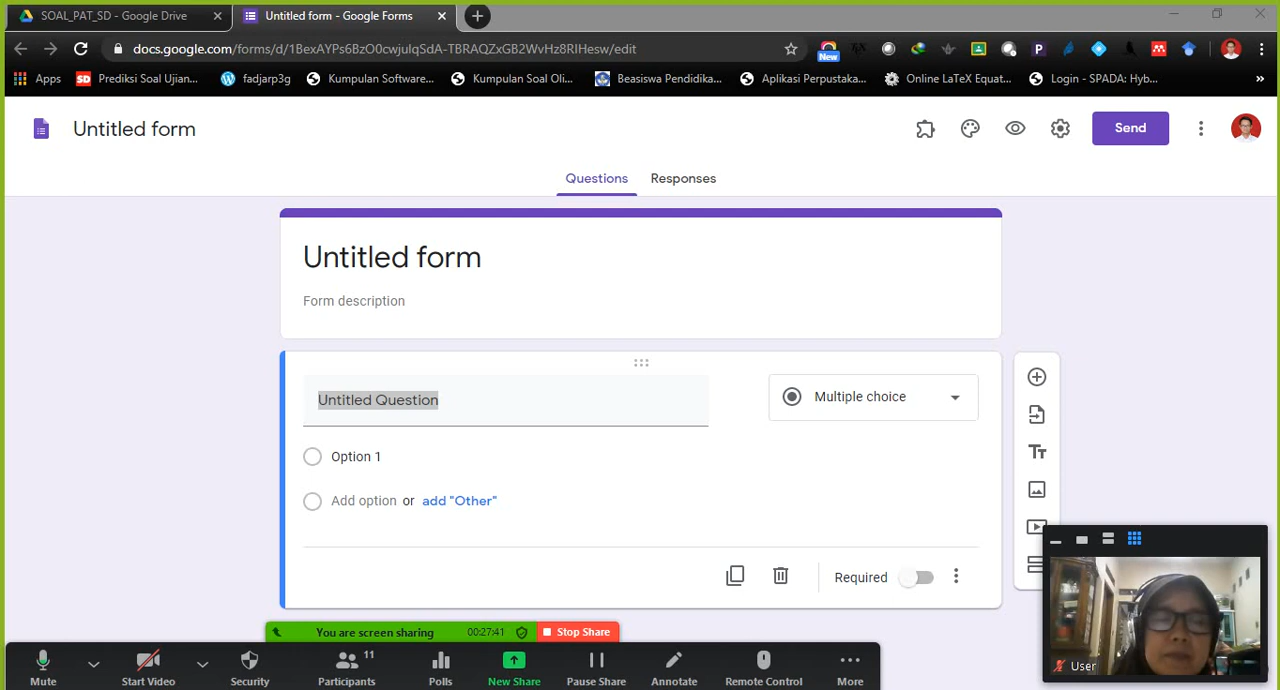 SOAL_PAT_SD - Google Drive
Untitled form - Google Forms
docs.google.com/forms/d/1BexAYPs6BzO0cwjulqSdA-TBRAQZxGB2WvHz8RIHesw/edit
New
Apps
SD
Prediksi Soal Ujian...
fadjarp3g
Kumpulan Software...
Kumpulan Soal Oli...
Beasiswa Pendidika...
Aplikasi Perpustaka...
Online LaTeX Equat...
Login - SPADA: Hyb...
»
Untitled form
Send
Questions
Responses
Untitled form
Form description
Untitled Question
Multiple choice
Option 1
Add option or add "Other"
Required
You are screen sharing
00:27:41
Stop Share
User
Mute
Start Video
Security
Participants
11
Polls
New Share
Pause Share
Annotate
Remote Control
More